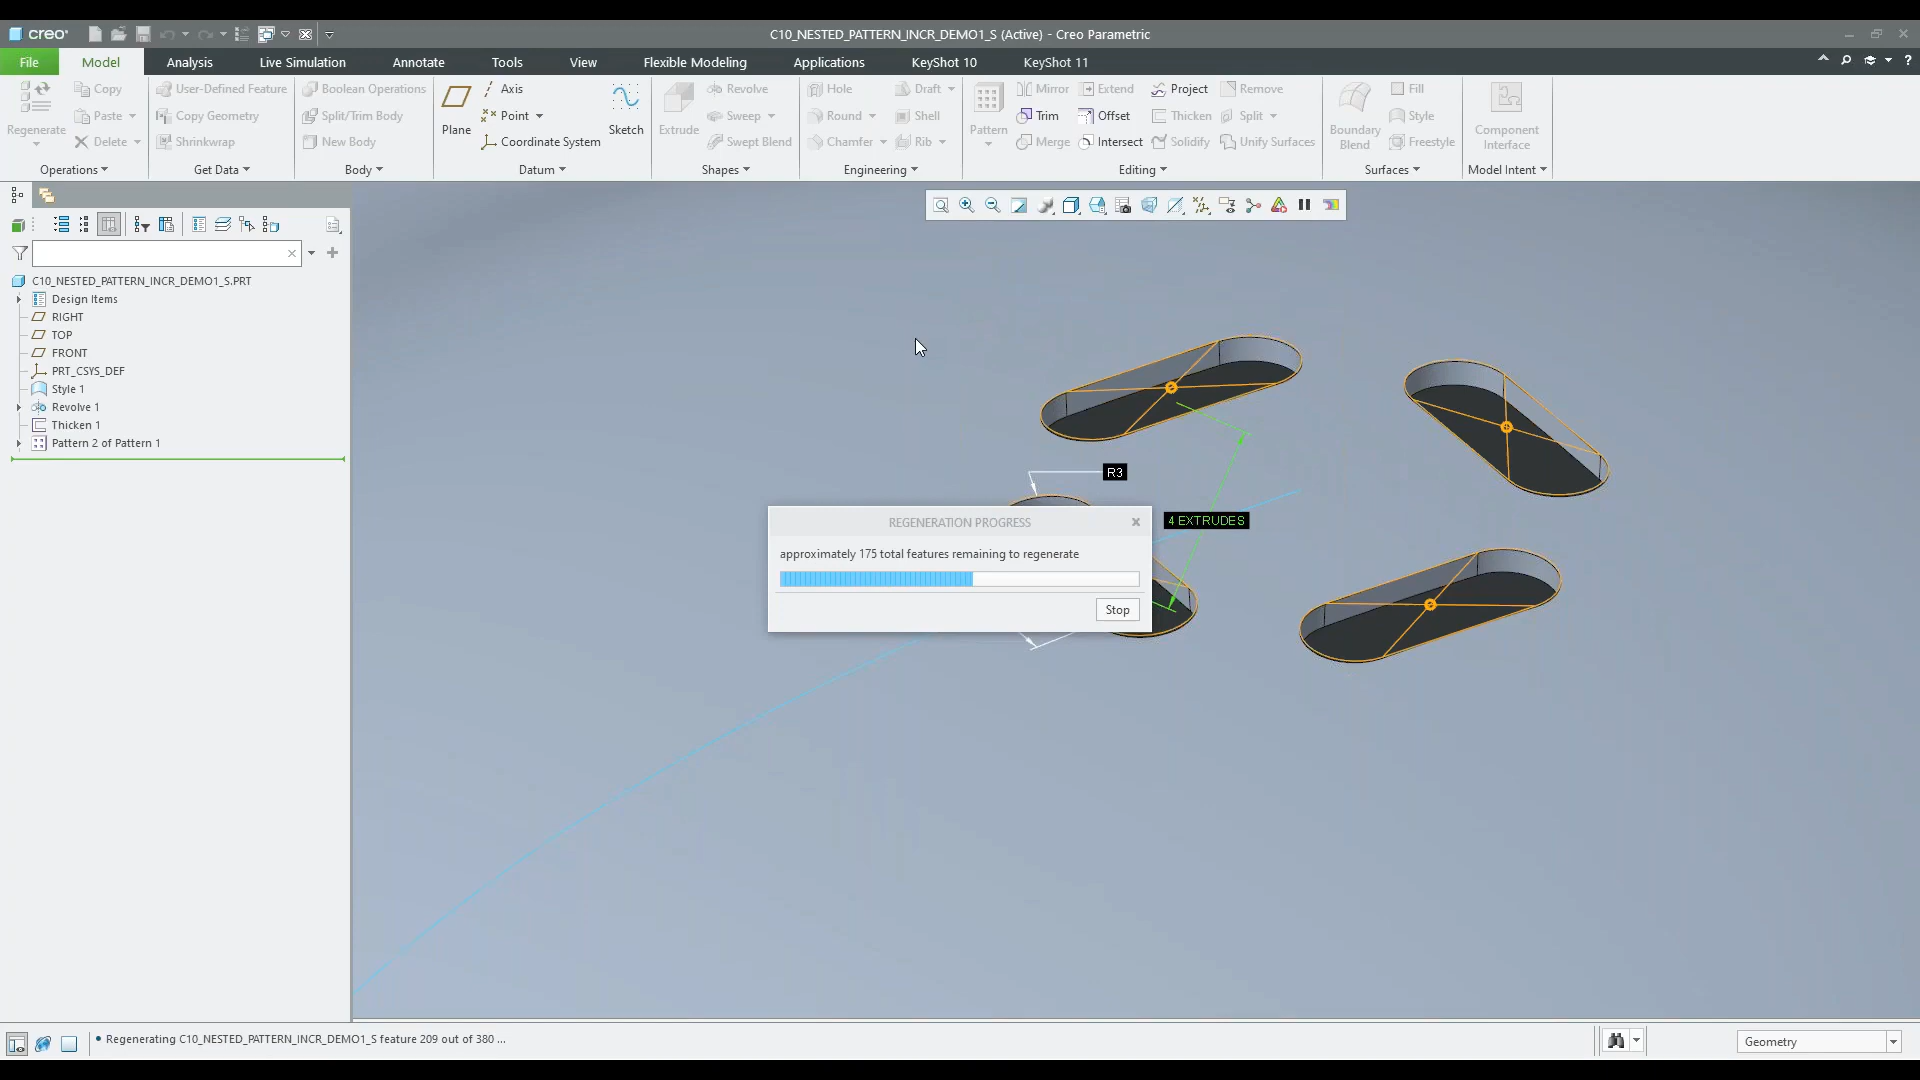 creo®
C10_NESTED_PATTERN_INCR_DEMO1_S (Active) - Creo Parametric
File Model Analysis Live Simulation Annotate Tools View Flexible Modeling Applications KeyShot 10 KeyShot 11
Regenerate
Copy
Paste
Delete
Operations
User-Defined Feature
Copy Geometry
Shrinkwrap
Get Data
Boolean Operations
Split/Trim Body
New Body
Body
Plane
Axis
Point
Coordinate System
Sketch
Datum
Extrude
Revolve
Sweep
Swept Blend
Shapes
Hole
Round
Chamfer
Draft
Shell
Rib
Engineering
Pattern
Mirror
Trim
Merge
Extend
Offset
Intersect
Project
Thicken
Solidify
Remove
Split
Unify Surfaces
Editing
Boundary
Blend
Fill
Style
Freestyle
Surfaces
Component
Interface
Model Intent
C10_NESTED_PATTERN_INCR_DEMO1_S.PRT
Design Items
RIGHT
TOP
FRONT
PRT_CSYS_DEF
Style 1
Revolve 1
Thicken 1
Pattern 2 of Pattern 1
R3
4 EXTRUDES
REGENERATION PROGRESS
approximately 175 total features remaining to regenerate
Stop
• Regenerating C10_NESTED_PATTERN_INCR_DEMO1_S feature 209 out of 380 ...
Geometry